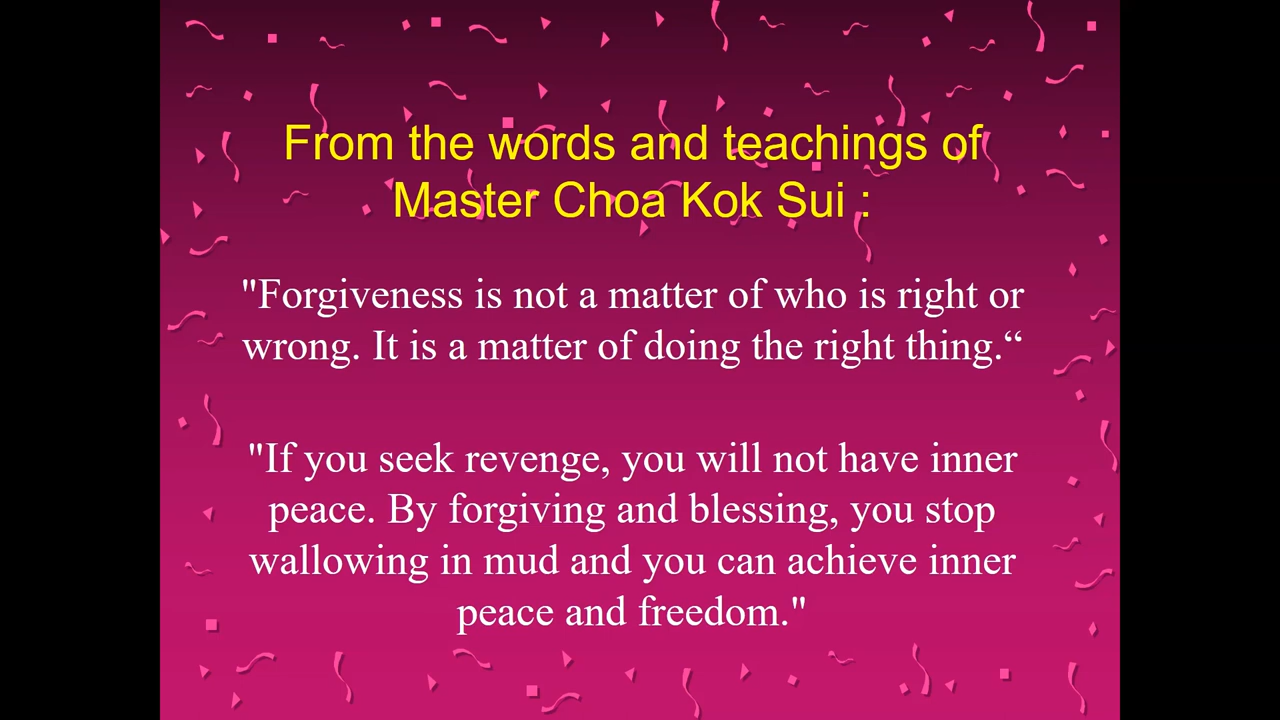 From the words and teachings of
Master Choa Kok Sui :
"Forgiveness is not a matter of who is right or
wrong. It is a matter of doing the right thing.“
"If you seek revenge, you will not have inner
peace. By forgiving and blessing, you stop
wallowing in mud and you can achieve inner
peace and freedom."